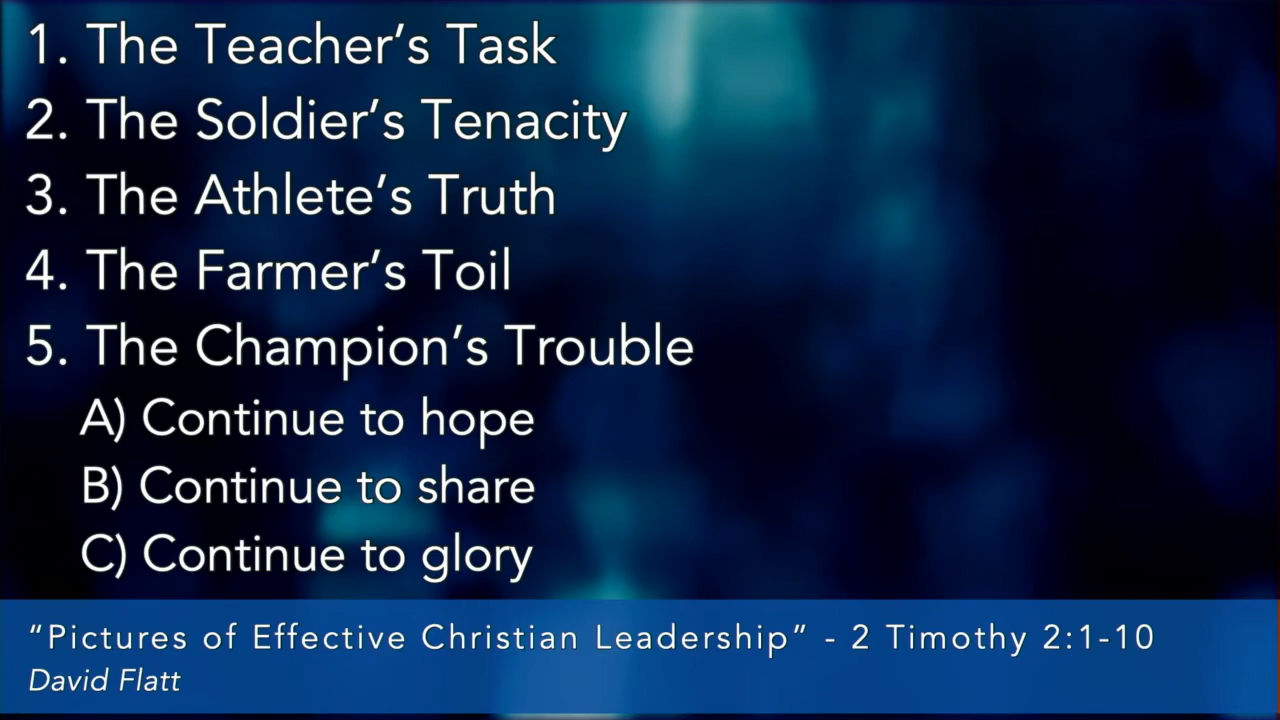 1. The Teacher’s Task
2. The Soldier’s Tenacity
3. The Athlete’s Truth
4. The Farmer’s Toil
5. The Champion’s Trouble
A) Continue to hope
B) Continue to share
C) Continue to glory
“Pictures of Effective Christian Leadership” - 2 Timothy 2:1-10
David Flatt